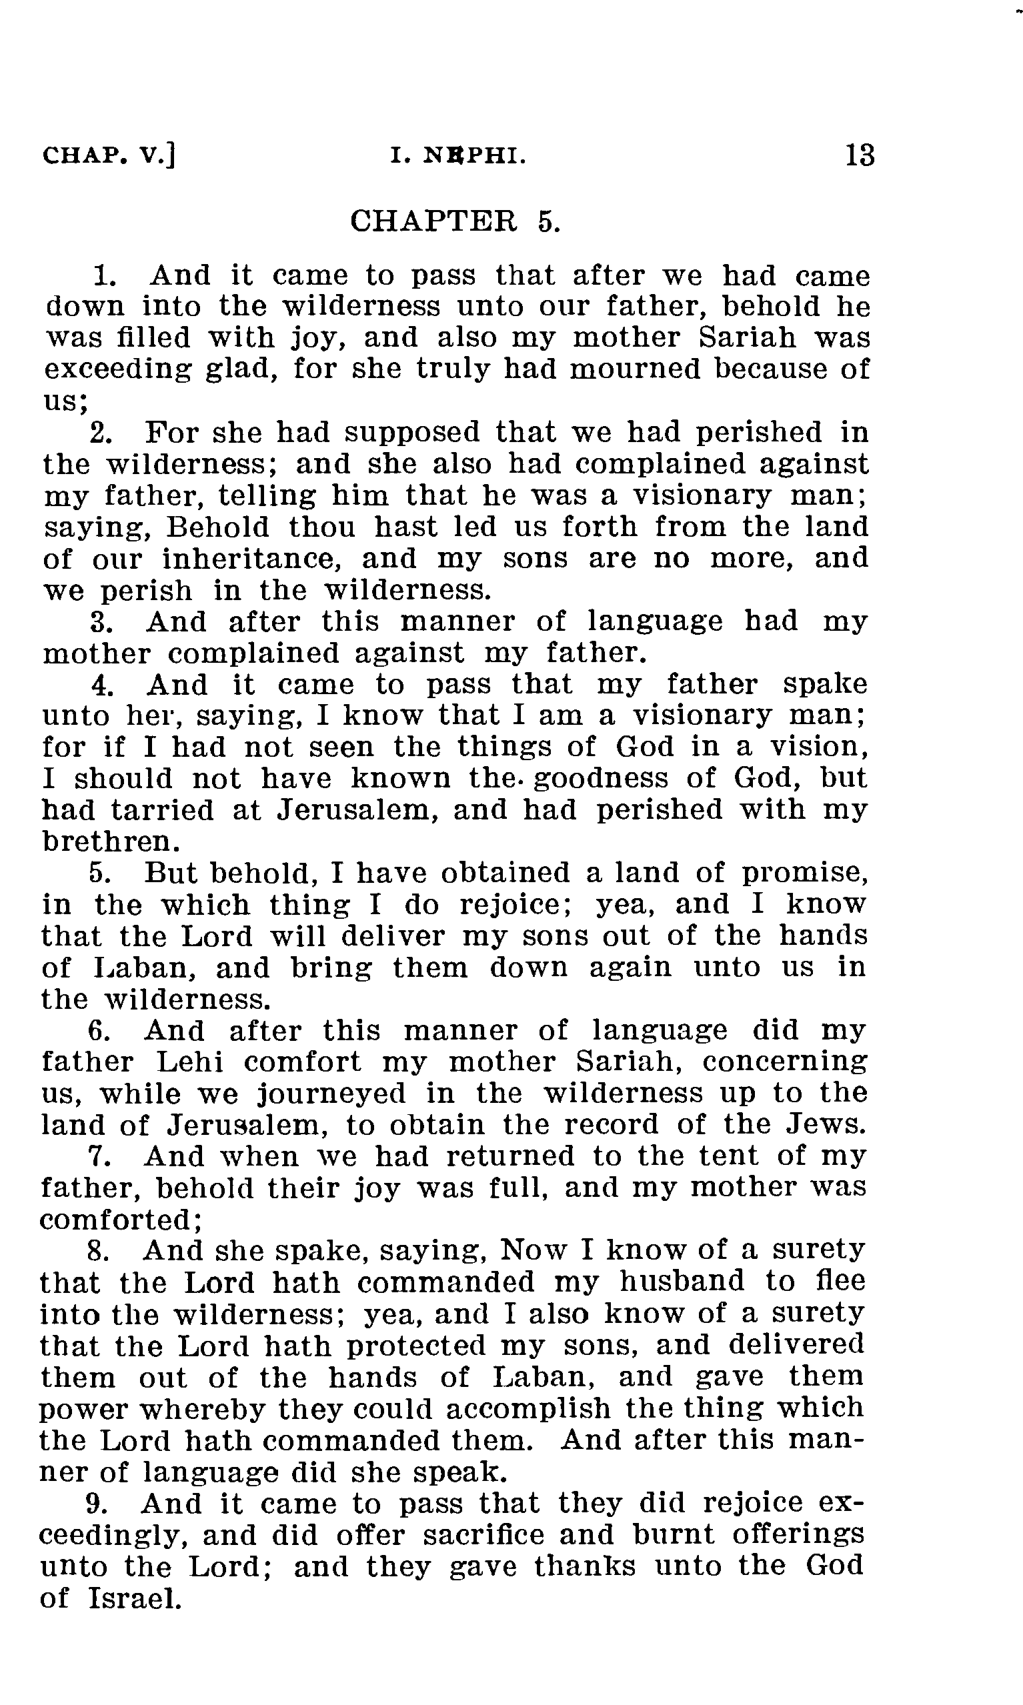 CHAP. V.] I. NEPHI. 13
CHAPTER 5.
1. And it came to pass that after we had came
down into the wilderness unto our father, behold he
was filled with joy, and also my mother Sariah was
exceeding glad, for she truly had mourned because of
us;
2. For she had supposed that we had perished in
the wilderness; and she also had complained against
my father, telling him that he was a visionary man;
saying, Behold thou hast led us forth from the land
of our inheritance, and my sons are no more, and
we perish in the wilderness.
3. And after this manner of language had my
mother complained against my father.
4. And it came to pass that my father spake
unto her, saying, I know that I am a visionary man;
for if I had not seen the things of God in a vision,
I should not have known the goodness of God, but
had tarried at Jerusalem, and had perished with my
brethren.
5. But behold, I have obtained a land of promise,
in the which thing I do rejoice; yea, and I know
that the Lord will deliver my sons out of the hands
of Laban, and bring them down again unto us in
the wilderness.
6. And after this manner of language did my
father Lehi comfort my mother Sariah, concerning
us, while we journeyed in the wilderness up to the
land of Jerusalem, to obtain the record of the Jews.
7. And when we had returned to the tent of my
father, behold their joy was full, and my mother was
comforted;
8. And she spake, saying, Now I know of a surety
that the Lord hath commanded my husband to flee
into the wilderness; yea, and I also know of a surety
that the Lord hath protected my sons, and delivered
them out of the hands of Laban, and gave them
power whereby they could accomplish the thing which
the Lord hath commanded them. And after this man-
ner of language did she speak.
9. And it came to pass that they did rejoice ex-
ceedingly, and did offer sacrifice and burnt offerings
unto the Lord; and they gave thanks unto the God
of Israel.